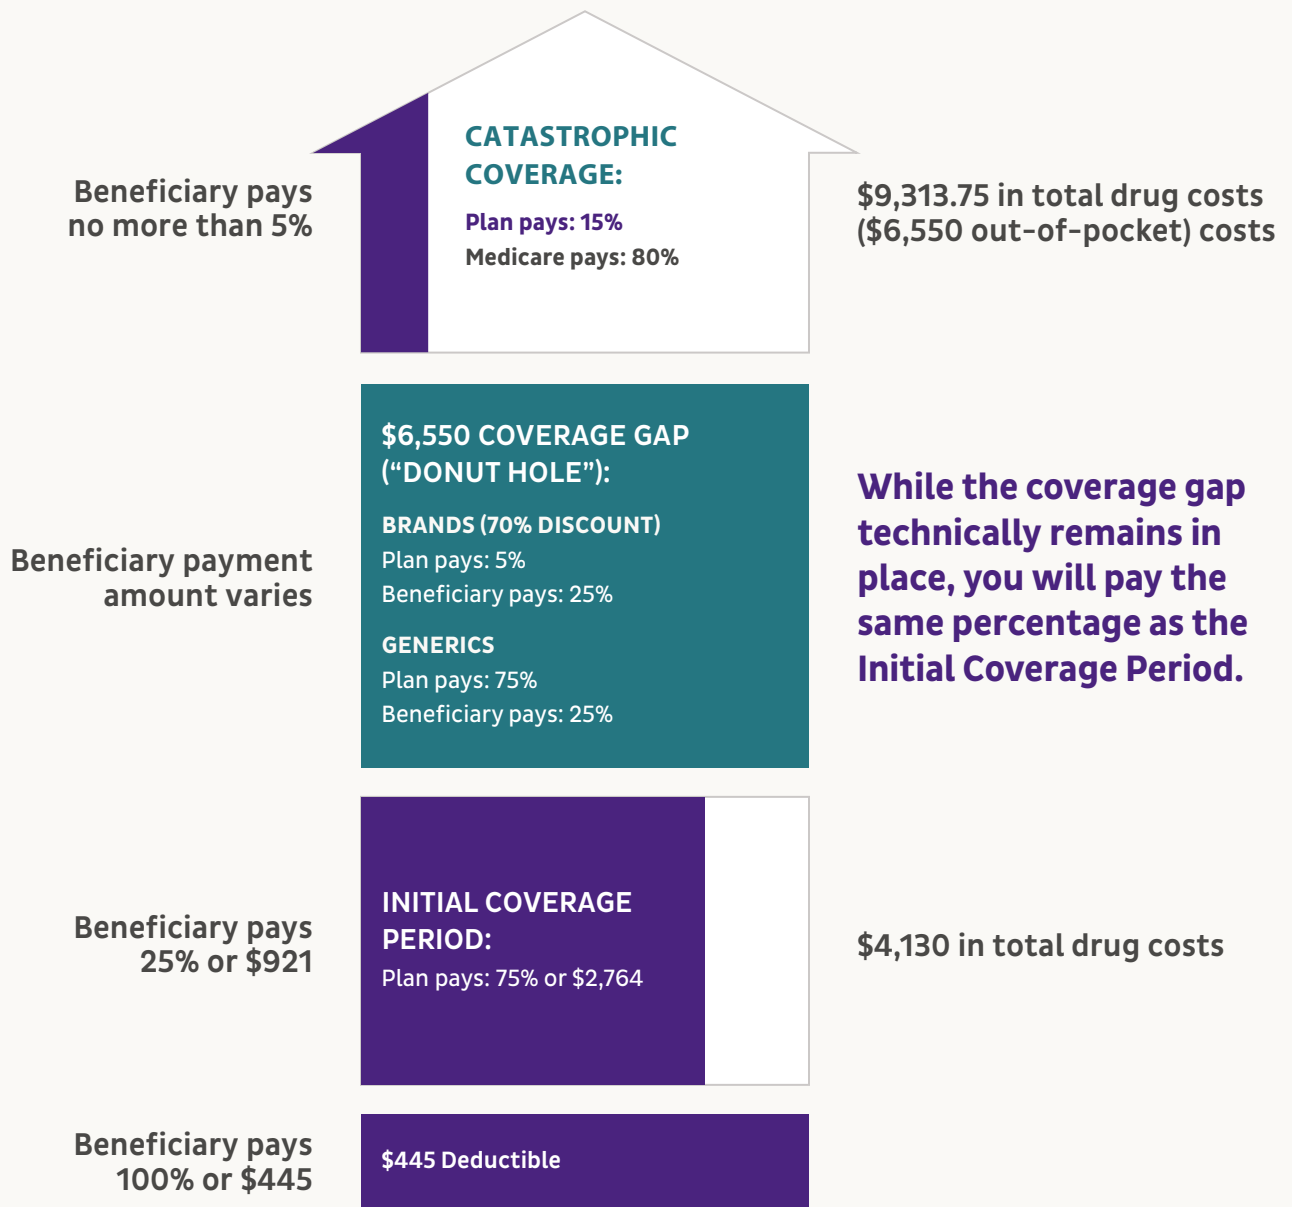 CATASTROPHIC
COVERAGE:
Plan pays: 15%
Medicare pays: 80%
Beneficiary pays
no more than 5%
$9,313.75 in total drug costs
($6,550 out-of-pocket) costs
$6,550 COVERAGE GAP
(“DONUT HOLE”):
BRANDS (70% DISCOUNT)
Plan pays: 5%
Beneficiary pays: 25%
GENERICS
Plan pays: 75%
Beneficiary pays: 25%
Beneficiary payment
amount varies
While the coverage gap
technically remains in
place, you will pay the
same percentage as the
Initial Coverage Period.
INITIAL COVERAGE
PERIOD:
Plan pays: 75% or $2,764
Beneficiary pays
25% or $921
$4,130 in total drug costs
Beneficiary pays
100% or $445
$445 Deductible